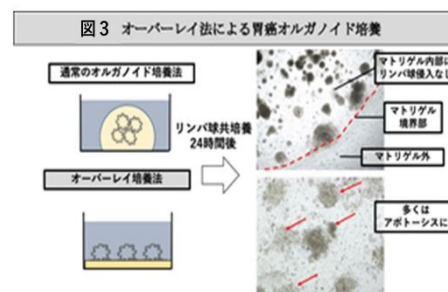 図3 オーバーレイ法による胃癌オルガノイド培養
通常のオルガノイド培養法
リンパ球共培養
24時間後
オーバーレイ培養法
マトリゲル内部に
リンパ球侵入なし
マトリゲル
境界部
マトリゲル外
多くは
アポトーシスに